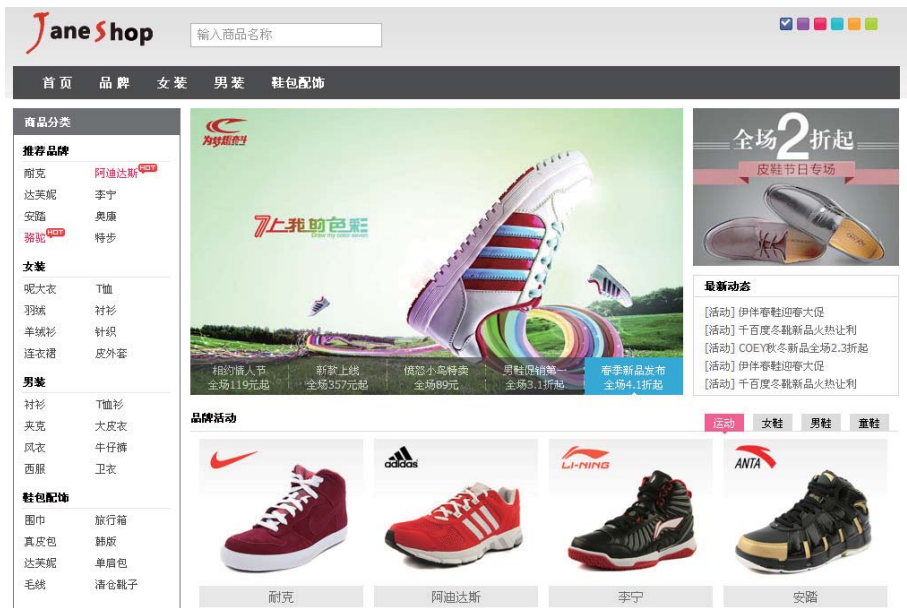 Jane Shop
输入商品名称
首页 品牌 女装 男装 鞋包配饰
商品分类
推荐品牌
耐克 阿迪达斯 HOT
达芙妮 李宁
安踏 奥康
骆驼 HOT 特步
女装
呢大衣 T恤
羽绒 衬衫
羊绒衫 针织
连衣裙 皮外套
男装
衬衫 T恤衫
夹克 大皮衣
风衣 牛仔裤
西服 卫衣
鞋包配饰
围巾 旅行箱
真皮包 韩版
达芙妮 单肩包
毛线 清仓靴子
为梦想奋斗
上我的色彩
相约情人节
全场119元起
新款上线
全场357元起
愤怒小鸟特卖
全场89元
男鞋促销第一
全场3.1折起
春季新品发布
全场4.1折起
全场2折起
皮鞋节日专场
最新动态
[活动] 伊伴春鞋迎春大促
[活动] 千百度冬靴新品火热让利
[活动] COEY秋冬新品全场2.3折起
[活动] 伊伴春鞋迎春大促
[活动] 千百度冬靴新品火热让利
品牌活动
运动 女鞋 男鞋 童鞋
adidas
LI-NING
ANTA
耐克 阿迪达斯 李宁 安踏